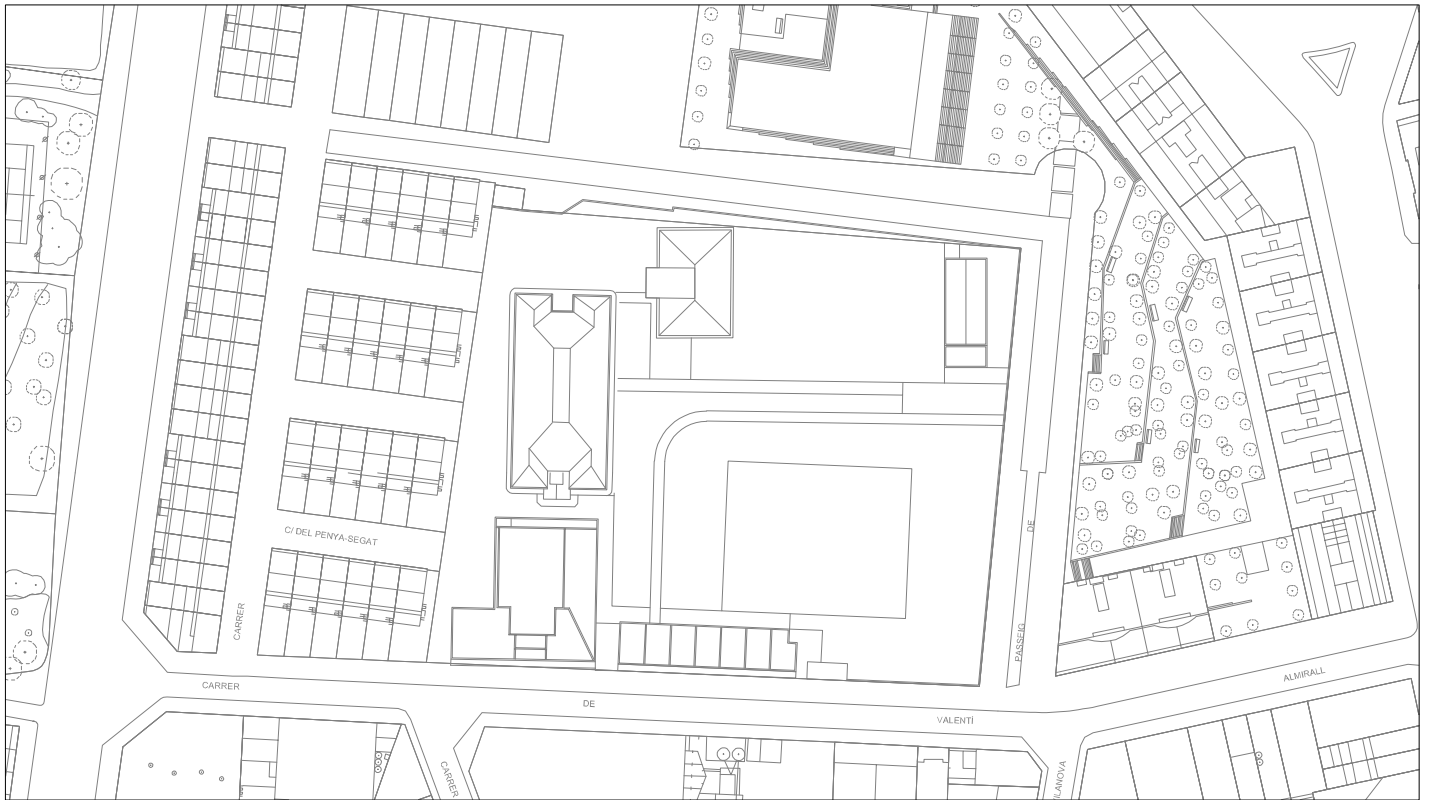 DE
C/ DEL PENYA-SEGAT
CARRER
PASSEIG
ALMIRALL
CARRER
DE
VALENTÍ
CARRER
ILANOVA